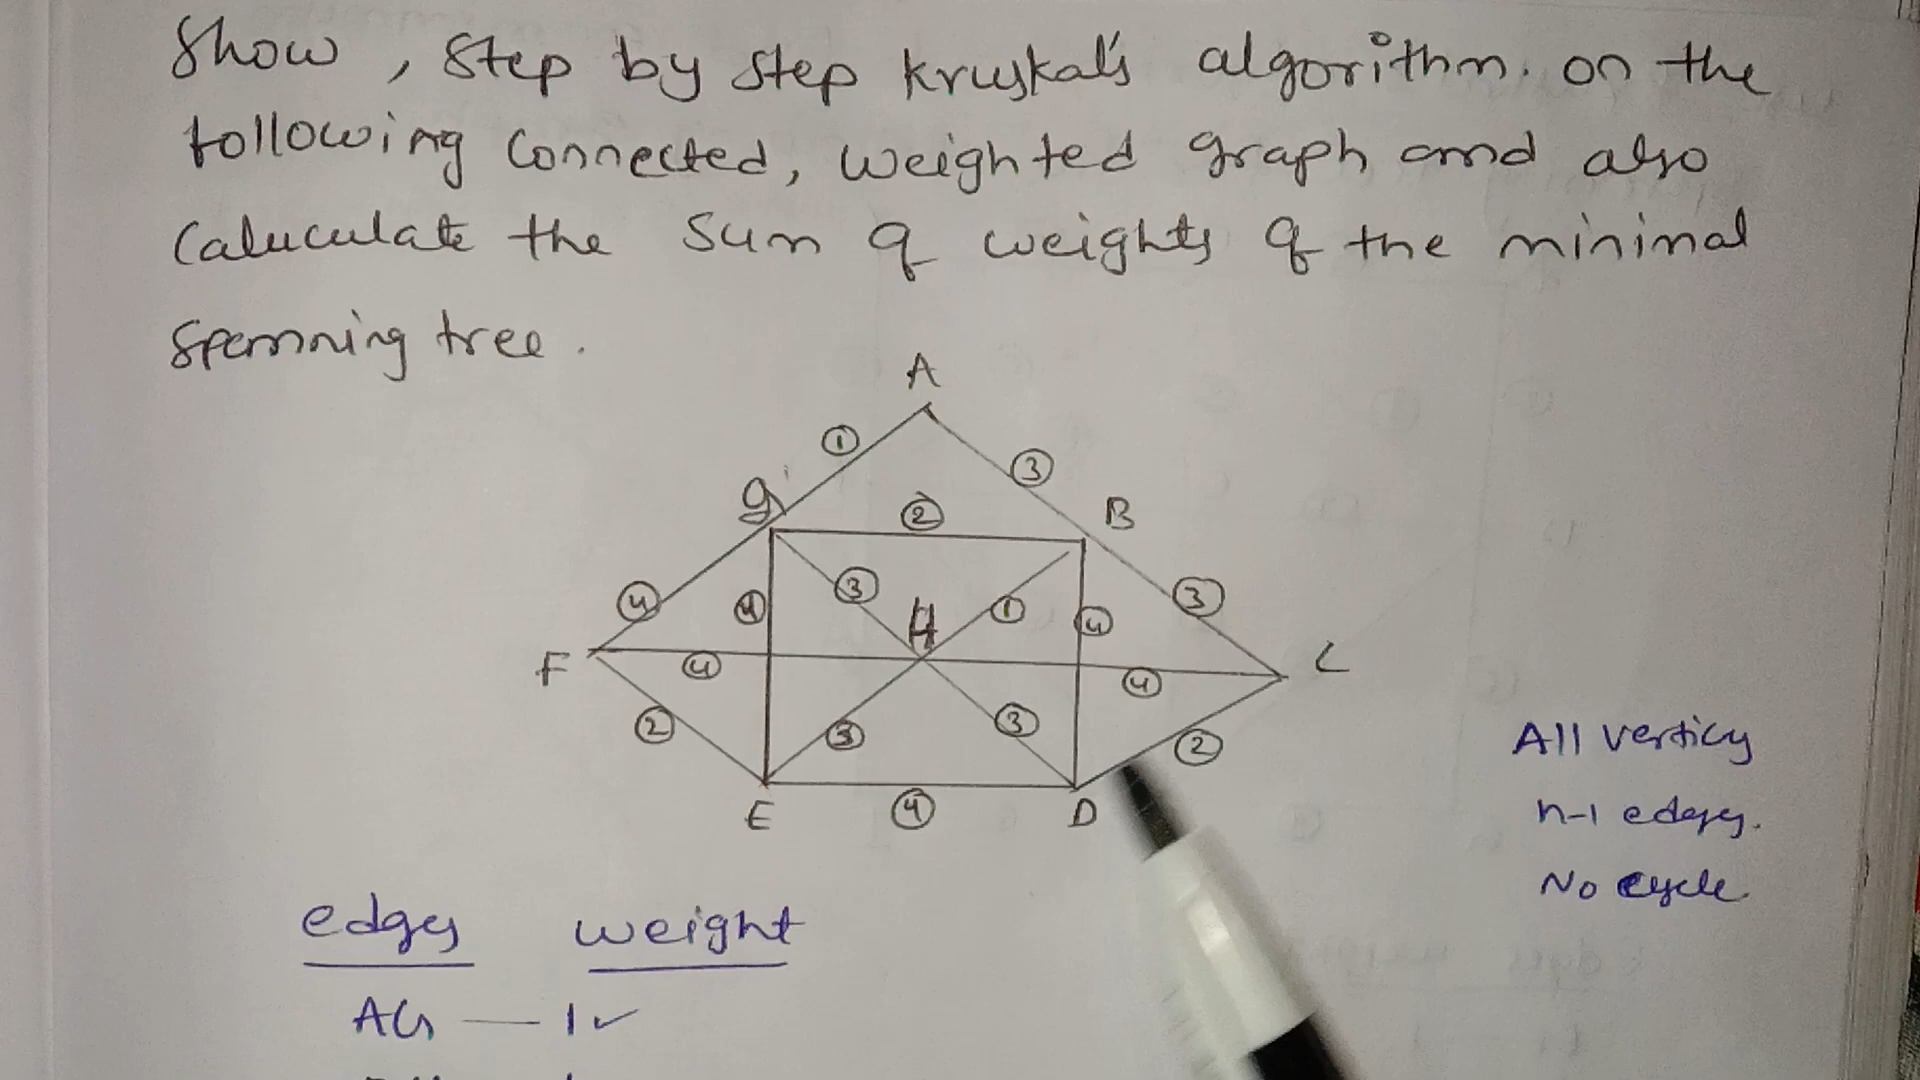 Show, Step by step Kruskal's algorithm. on the
following Connected, weighted graph and also
Caluculate the Sum of weights of the minimal
Spanning tree.
A
1
3
G
2
B
4
4
3
H
1
4
3
F
4
4
C
2
3
3
2
E
4
D
All vertices
n-1 edges.
No cycle
edges weight
AG — 1 ✓